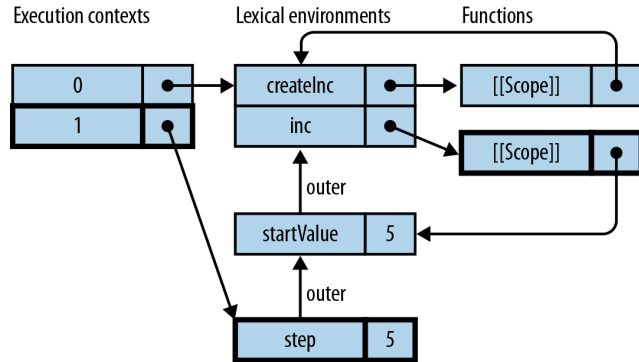 Execution contexts
Lexical environments
Functions
0
createInc
[[Scope]]
1
inc
[[Scope]]
outer
startValue 5
outer
step 5